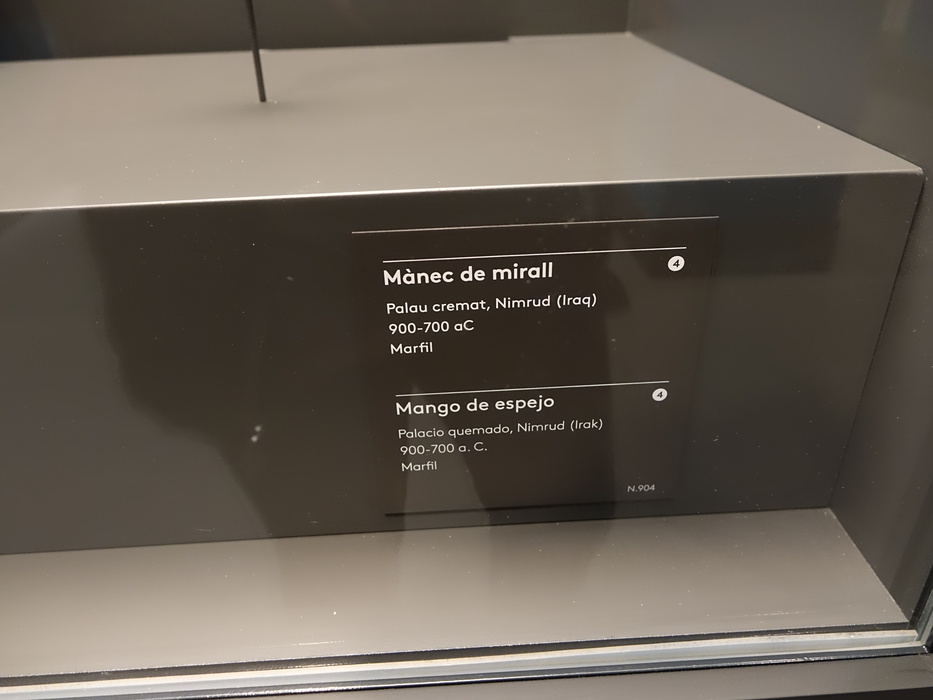 Mànec de mirall 4
Palau cremat, Nimrud (Iraq)
900-700 aC
Marfil
Mango de espejo 4
Palacio quemado, Nimrud (Irak)
900-700 a. C.
Marfil
N.904